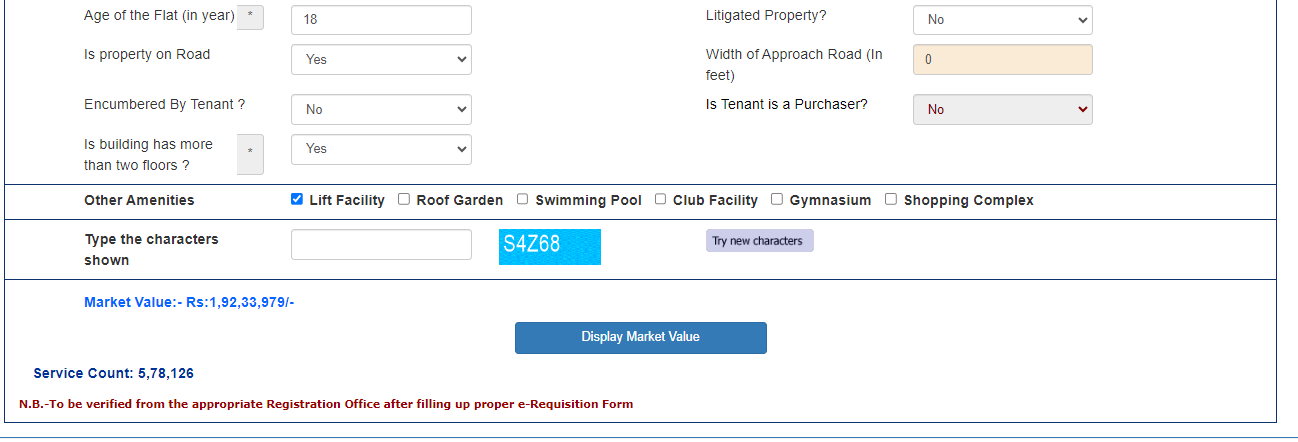 Age of the Flat (in year) * 18 Litigated Property? No
Is property on Road Yes Width of Approach Road (In
feet) 0
Encumbered By Tenant ? No Is Tenant is a Purchaser? No
Is building has more
than two floors ? * Yes
Other Amenities Lift Facility Roof Garden Swimming Pool Club Facility Gymnasium Shopping Complex
Type the characters
shown S4Z68 Try new characters
Market Value:- Rs:1,92,33,979/-
Display Market Value
Service Count: 5,78,126
N.B.-To be verified from the appropriate Registration Office after filling up proper e-Requisition Form